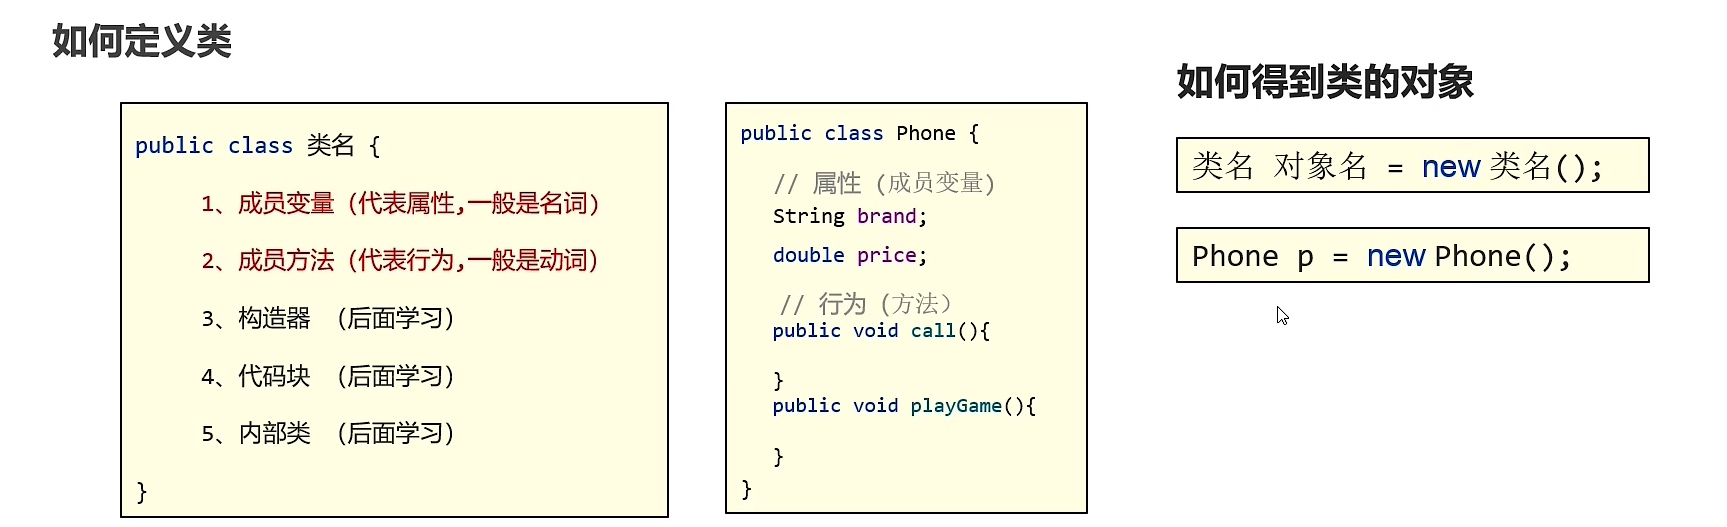 如何定义类
public class 类名 {
1、成员变量 (代表属性,一般是名词)
2、成员方法 (代表行为,一般是动词)
3、构造器 (后面学习)
4、代码块 (后面学习)
5、内部类 (后面学习)
}
public class Phone {
// 属性 (成员变量)
String brand;
double price;
// 行为 (方法)
public void call(){
}
public void playGame(){
}
}
如何得到类的对象
类名 对象名 = new 类名();
Phone p = new Phone();